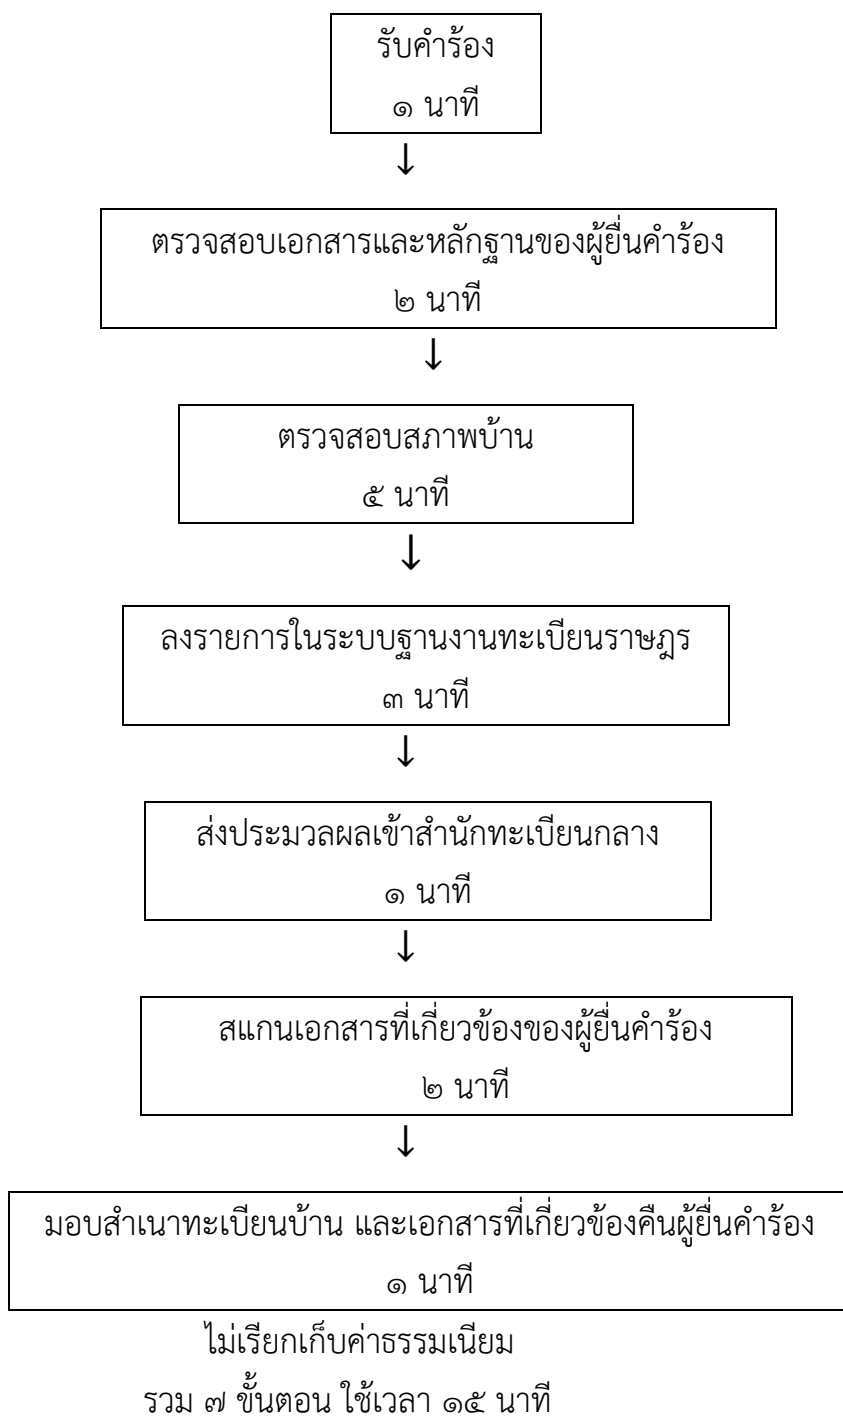 รับคำร้อง
๑ นาที
↓
ตรวจสอบเอกสารและหลักฐานของผู้ยื่นคำร้อง
๒ นาที
↓
ตรวจสอบสภาพบ้าน
๕ นาที
↓
ลงรายการในระบบฐานงานทะเบียนราษฎร
๓ นาที
↓
ส่งประมวลผลเข้าสำนักทะเบียนกลาง
๑ นาที
↓
สแกนเอกสารที่เกี่ยวข้องของผู้ยื่นคำร้อง
๒ นาที
↓
มอบสำเนาทะเบียนบ้าน และเอกสารที่เกี่ยวข้องคืนผู้ยื่นคำร้อง
๑ นาที
ไม่เรียกเก็บค่าธรรมเนียม
รวม ๗ ขั้นตอน ใช้เวลา ๑๕ นาที